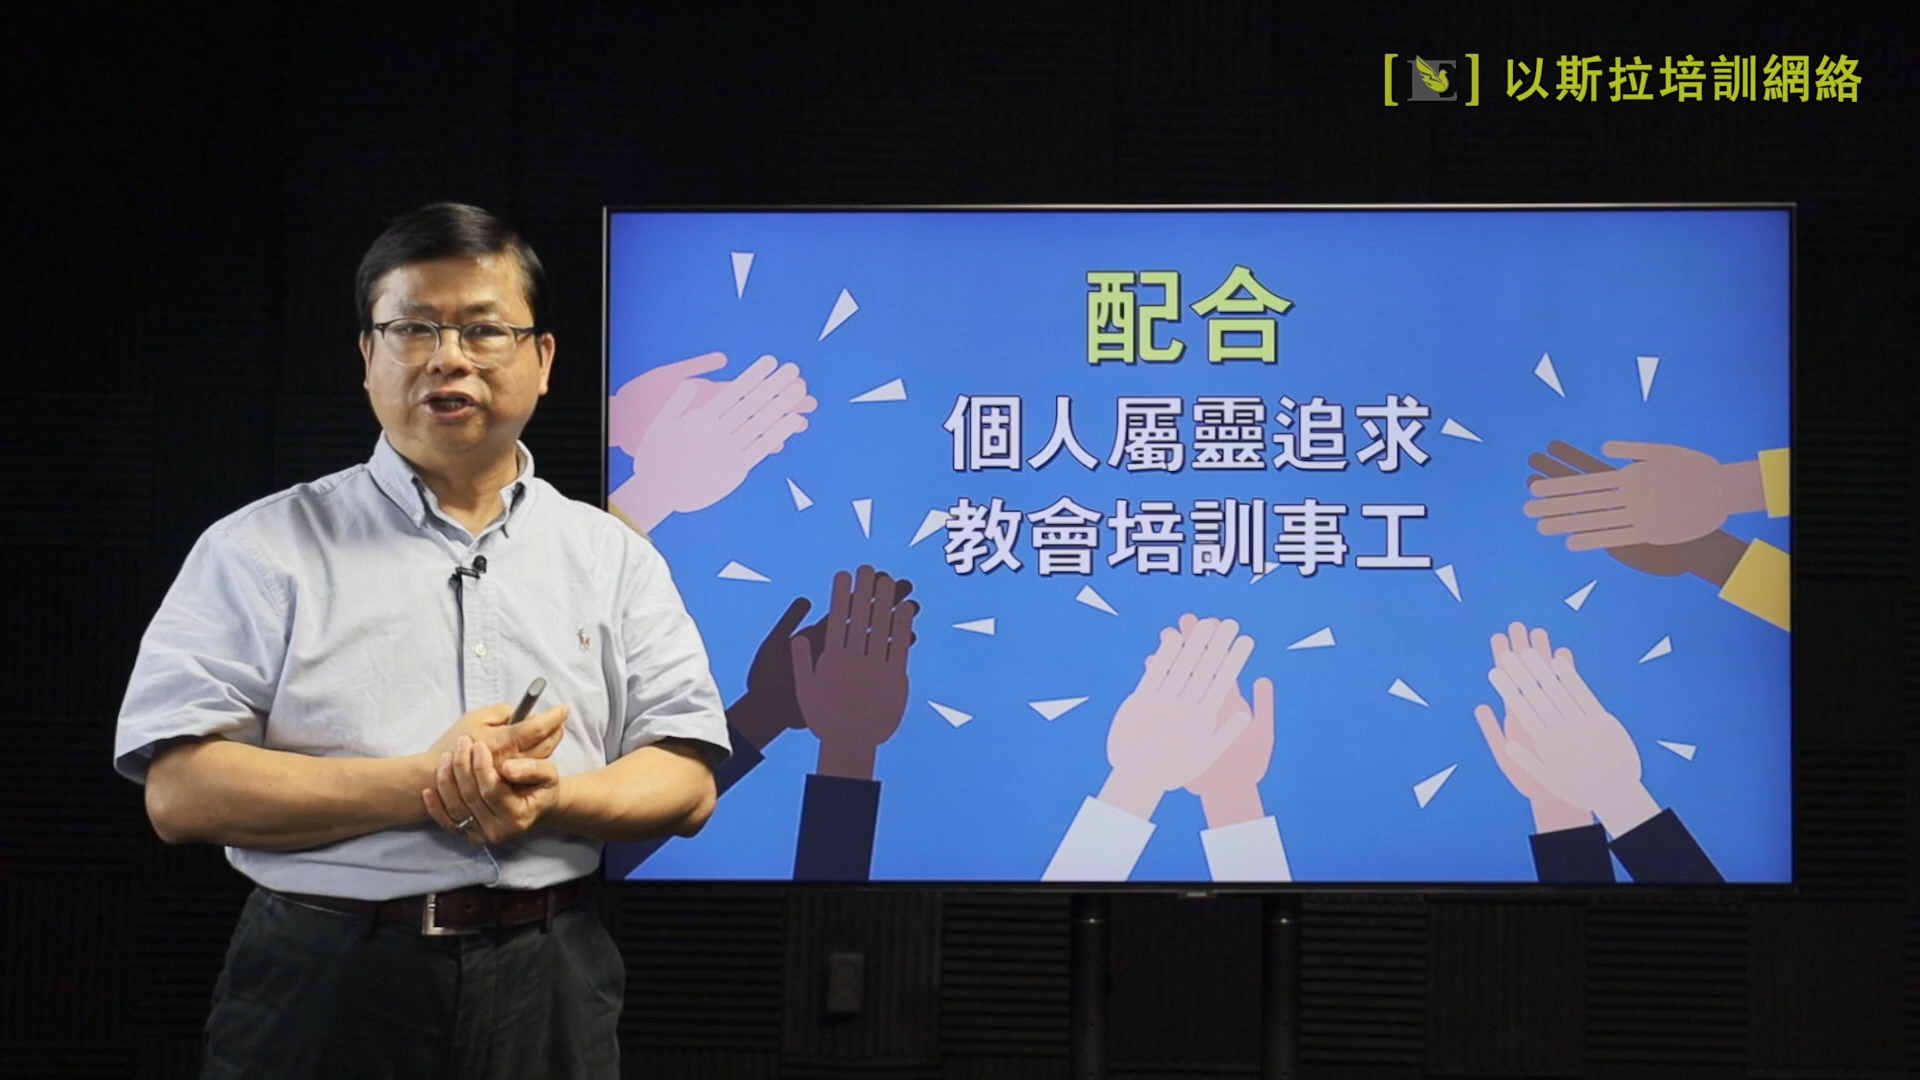 以斯拉培訓網絡
配合
個人屬靈追求
教會培訓事工